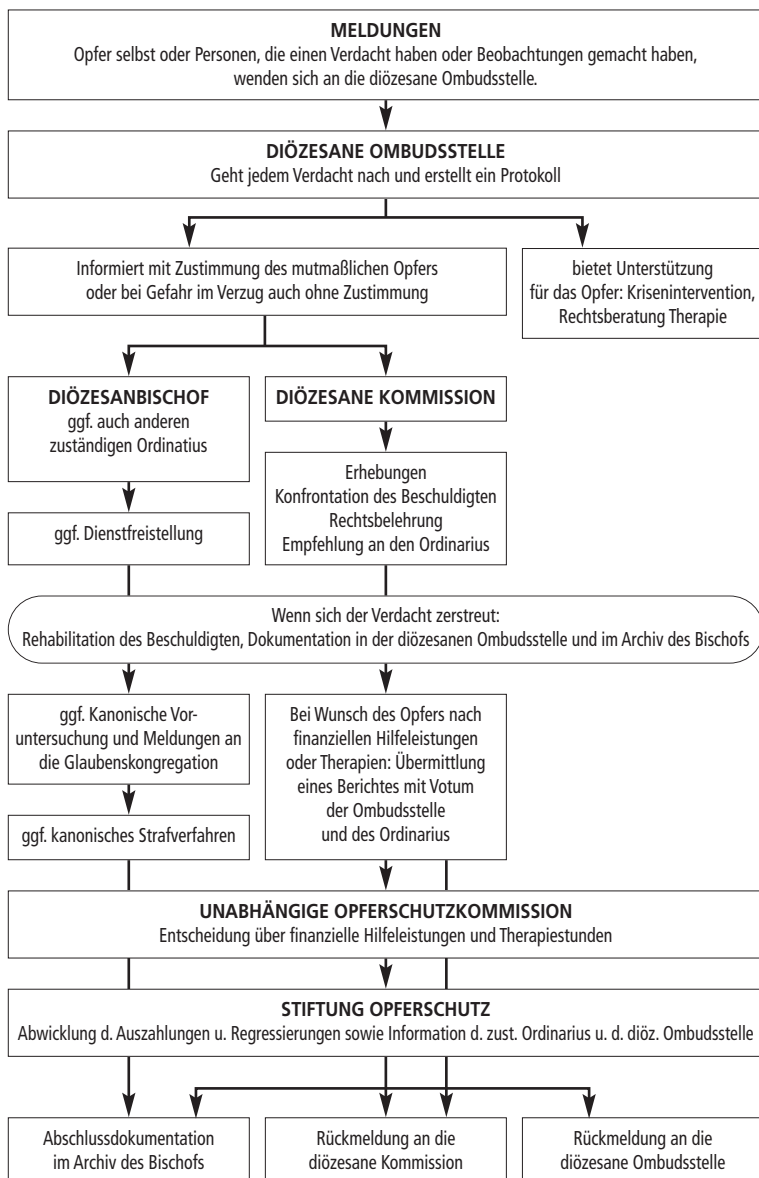 MELDUNGEN
Opfer selbst oder Personen, die einen Verdacht haben oder Beobachtungen gemacht haben,
wenden sich an die diözesane Ombudsstelle.
DIÖZESANE OMBUDSSTELLE
Geht jedem Verdacht nach und erstellt ein Protokoll
Informiert mit Zustimmung des mutmaßlichen Opfers
oder bei Gefahr im Verzug auch ohne Zustimmung
bietet Unterstützung
für das Opfer: Krisenintervention,
Rechtsberatung Therapie
DIÖZESANBISCHOF
ggf. auch anderen
zuständigen Ordinatius
DIÖZESANE KOMMISSION
ggf. Dienstfreistellung
Erhebungen
Konfrontation des Beschuldigten
Rechtsbelehrung
Empfehlung an den Ordinarius
Wenn sich der Verdacht zerstreut:
Rehabilitation des Beschuldigten, Dokumentation in der diözesanen Ombudsstelle und im Archiv des Bischofs
ggf. Kanonische Vor-
untersuchung und Meldungen an
die Glaubenskongregation
ggf. kanonisches Strafverfahren
Bei Wunsch des Opfers nach
finanziellen Hilfeleistungen
oder Therapien: Übermittlung
eines Berichtes mit Votum
der Ombudsstelle
und des Ordinarius
UNABHÄNGIGE OPFERSCHUTZKOMMISSION
Entscheidung über finanzielle Hilfeleistungen und Therapiestunden
STIFTUNG OPFERSCHUTZ
Abwicklung d. Auszahlungen u. Regressierungen sowie Information d. zust. Ordinarius u. d. diöz. Ombudsstelle
Abschlussdokumentation
im Archiv des Bischofs
Rückmeldung an die
diözesane Kommission
Rückmeldung an die
diözesane Ombudsstelle